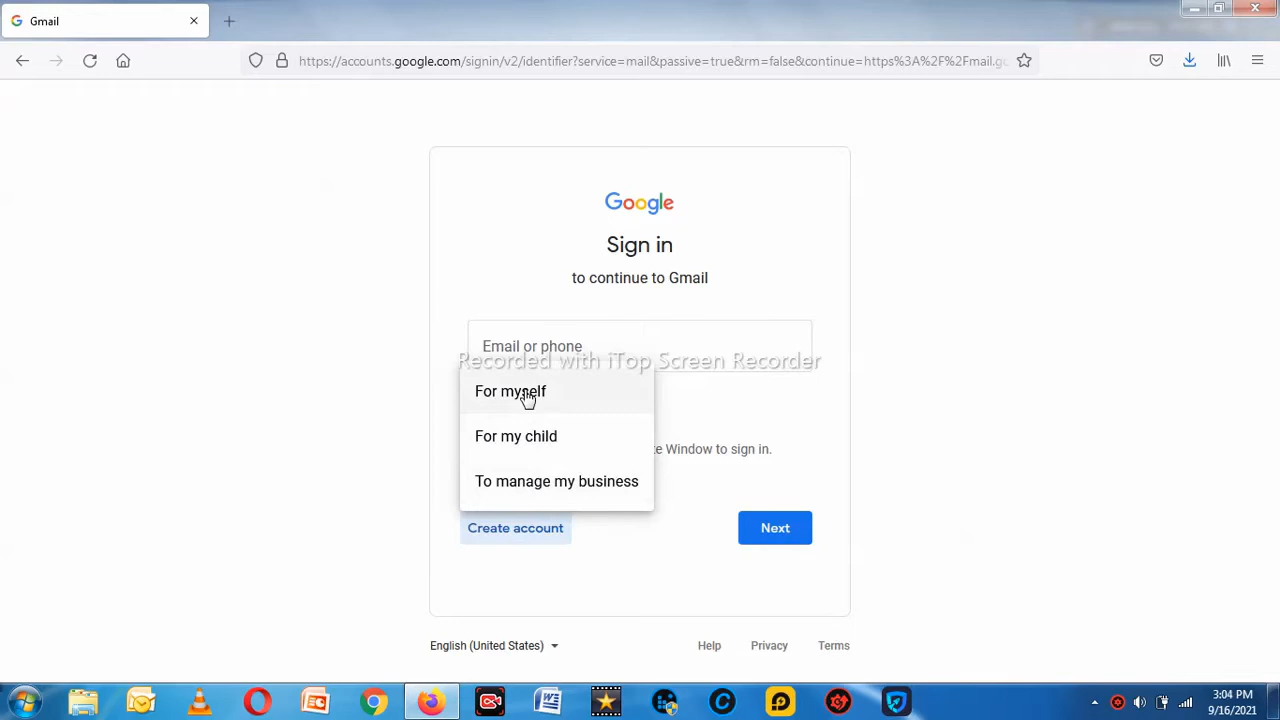 Gmail
https://accounts.google.com/signin/v2/identifier?service=mail&passive=true&rm=false&continue=https%3A%2F%2Fmail.gc
Google
Sign in
to continue to Gmail
Email or phone
Recorded with iTop Screen Recorder
For myself
For my child
Window to sign in.
To manage my business
Create account
Next
English (United States)
Help Privacy Terms
3:04 PM
9/16/2021